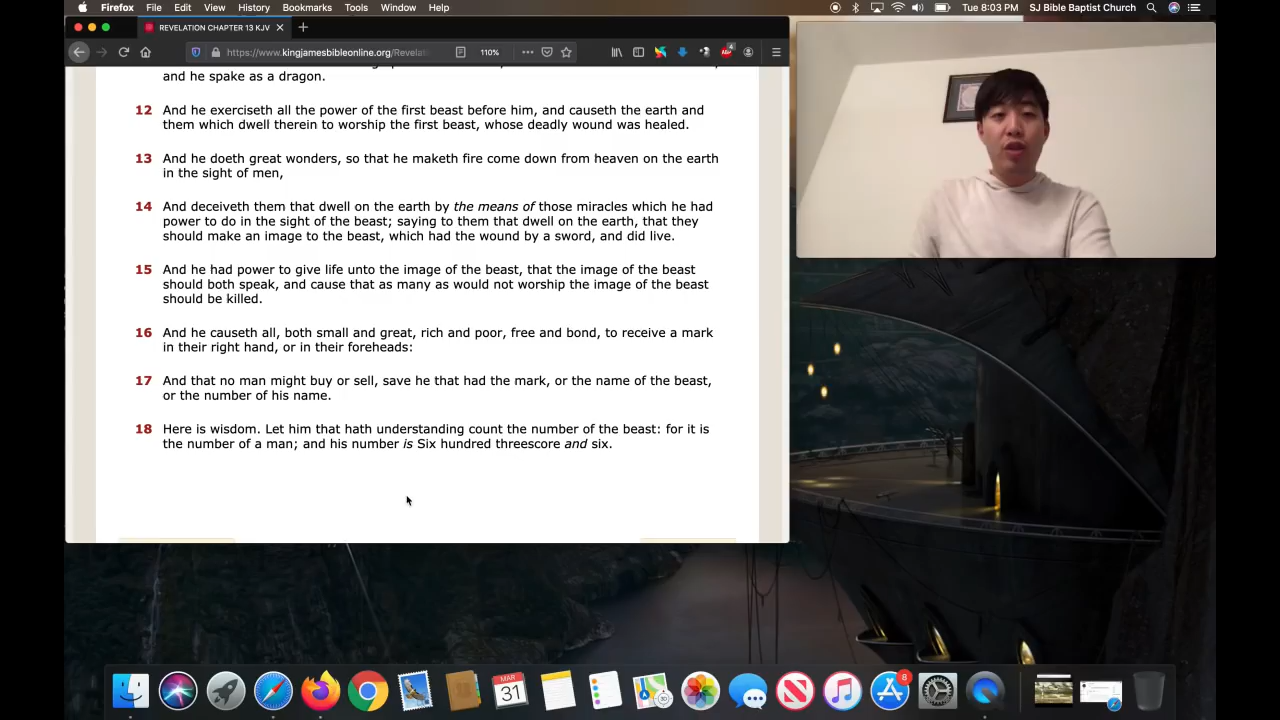 Firefox File Edit View History Bookmarks Tools Window Help Tue 8:03 PM SJ Bible Baptist Church
REVELATION CHAPTER 13 KJV
https://www.kingjamesbibleonline.org/Revelat 110% 4
and he spake as a dragon.
12 And he exerciseth all the power of the first beast before him, and causeth the earth and
them which dwell therein to worship the first beast, whose deadly wound was healed.
13 And he doeth great wonders, so that he maketh fire come down from heaven on the earth
in the sight of men,
14 And deceiveth them that dwell on the earth by the means of those miracles which he had
power to do in the sight of the beast; saying to them that dwell on the earth, that they
should make an image to the beast, which had the wound by a sword, and did live.
15 And he had power to give life unto the image of the beast, that the image of the beast
should both speak, and cause that as many as would not worship the image of the beast
should be killed.
16 And he causeth all, both small and great, rich and poor, free and bond, to receive a mark
in their right hand, or in their foreheads:
17 And that no man might buy or sell, save he that had the mark, or the name of the beast,
or the number of his name.
18 Here is wisdom. Let him that hath understanding count the number of the beast: for it is
the number of a man; and his number is Six hundred threescore and six.
MAR
31
8